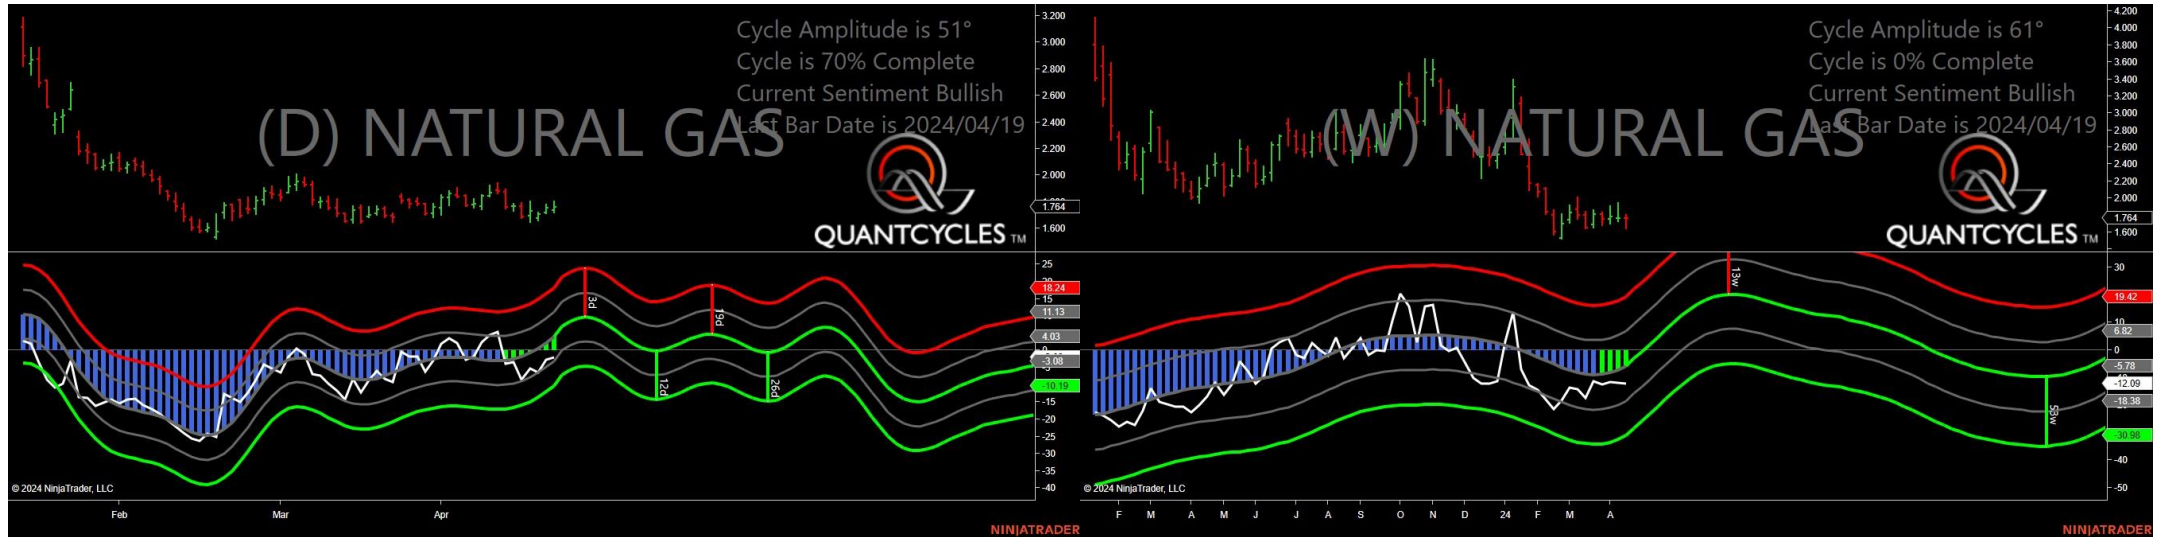 Cycle Amplitude is 51°
Cycle is 70% Complete
Current Sentiment Bullish
Last Bar Date is 2024/04/19
(D) NATURAL GAS
QUANTCYCLES TM
3.200
3.000
2.800
2.600
2.400
2.200
2.000
1.764
1.600
25
18.24
15
11.13
4.03
0
-3.08
-10.19
-15
-20
-25
-30
-35
-40
3d
12d
19d
26d
© 2024 NinjaTrader, LLC
Feb Mar Apr
NINJATRADER
Cycle Amplitude is 61°
Cycle is 0% Complete
Current Sentiment Bullish
Last Bar Date is 2024/04/19
(W) NATURAL GAS
QUANTCYCLES TM
4.200
4.000
3.800
3.600
3.400
3.200
3.000
2.800
2.600
2.400
2.200
2.000
1.764
1.600
30
19.42
10
6.82
0
-5.78
-12.09
-18.38
-30.98
-40
-50
13w
53w
© 2024 NinjaTrader, LLC
F M A M J J A S O N D 24 F M A
NINJATRADER